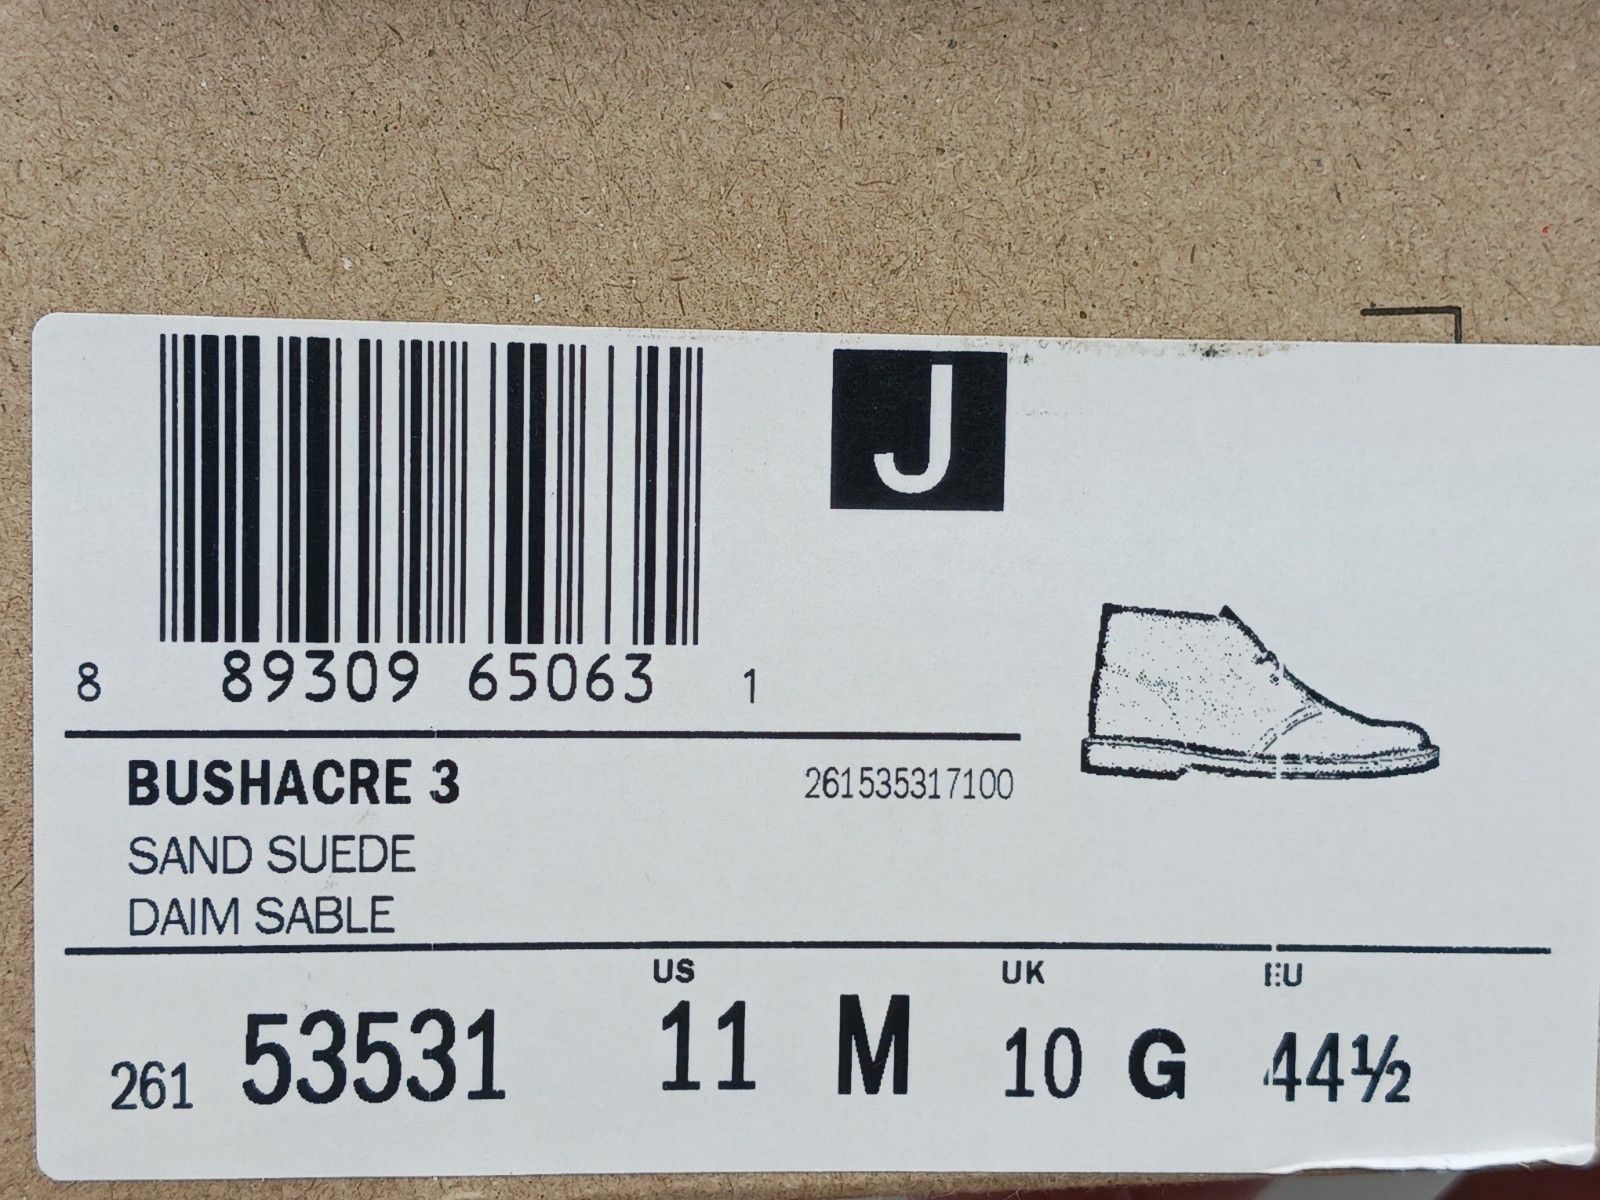 J
8 89309 65063 1
BUSHACRE 3 261535317100
SAND SUEDE
DAIM SABLE
US UK EU
261 53531 11 M 10 G 44½